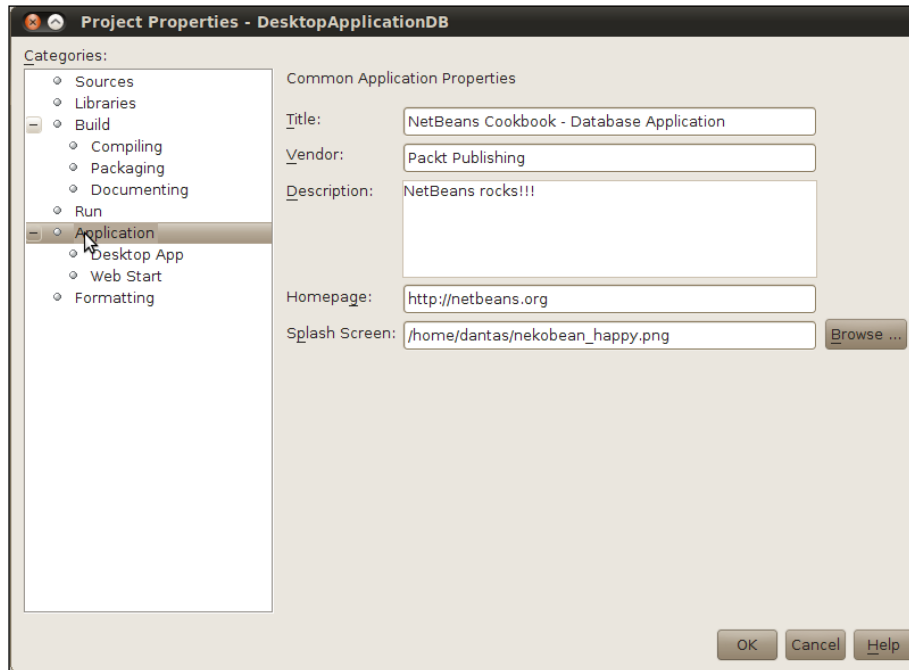 Project Properties - DesktopApplicationDB
Categories:
Sources
Libraries
Build
Compiling
Packaging
Documenting
Run
Application
Desktop App
Web Start
Formatting
Common Application Properties
Title: NetBeans Cookbook - Database Application
Vendor: Packt Publishing
Description: NetBeans rocks!!!
Homepage: http://netbeans.org
Splash Screen: /home/dantas/nekobean_happy.png Browse ...
OK Cancel Help